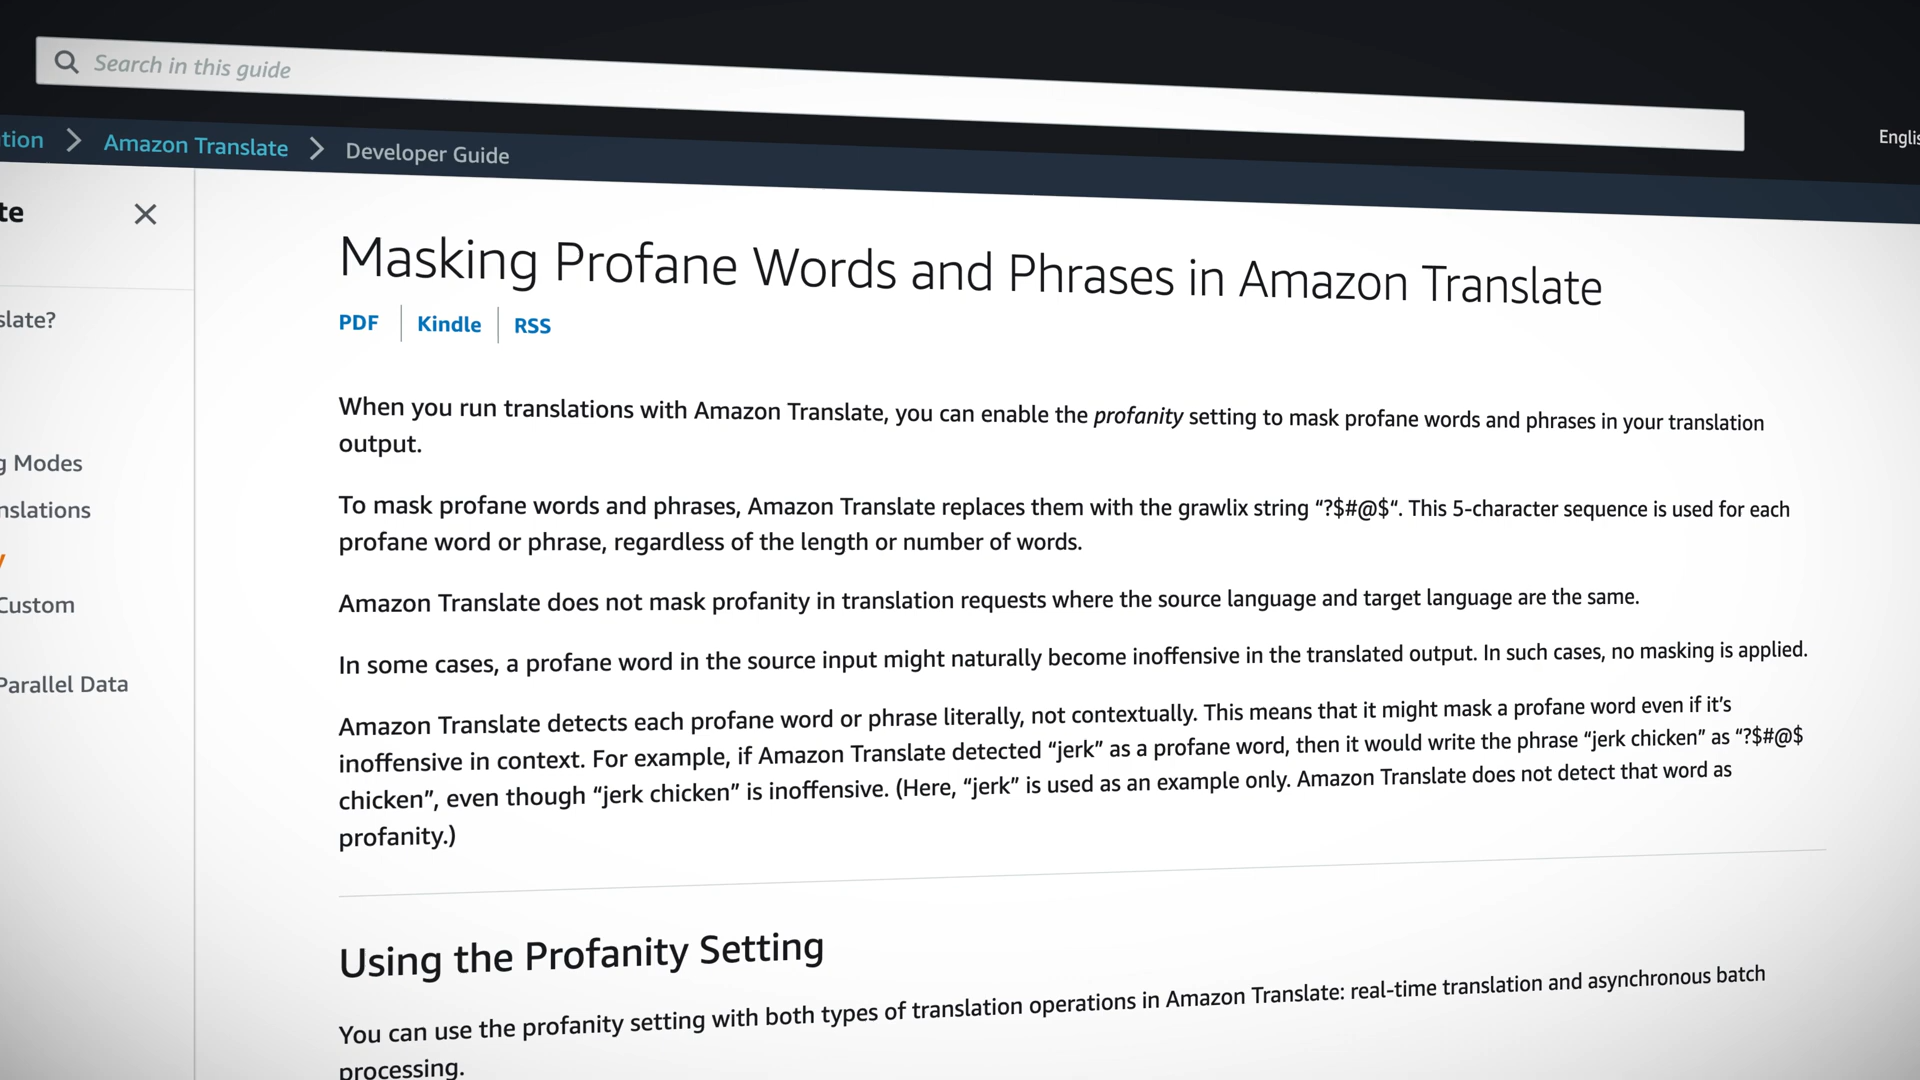 Search in this guide
English
Amazon Translate
Developer Guide
Masking Profane Words and Phrases in Amazon Translate
PDF
Kindle
RSS
slate?
Modes
nslations
Custom
Parallel Data
When you run translations with Amazon Translate, you can enable the profanity setting to mask profane words and phrases in your translation
output.
To mask profane words and phrases, Amazon Translate replaces them with the grawlix string “?$#@$“. This 5-character sequence is used for each
profane word or phrase, regardless of the length or number of words.
Amazon Translate does not mask profanity in translation requests where the source language and target language are the same.
In some cases, a profane word in the source input might naturally become inoffensive in the translated output. In such cases, no masking is applied.
Amazon Translate detects each profane word or phrase literally, not contextually. This means that it might mask a profane word even if it’s
inoffensive in context. For example, if Amazon Translate detected “jerk” as a profane word, then it would write the phrase “jerk chicken” as “?$#@$
chicken”, even though “jerk chicken” is inoffensive. (Here, “jerk” is used as an example only. Amazon Translate does not detect that word as
profanity.)
Using the Profanity Setting
You can use the profanity setting with both types of translation operations in Amazon Translate: real-time translation and asynchronous batch
processing.